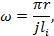 ω = πr / jl_i,